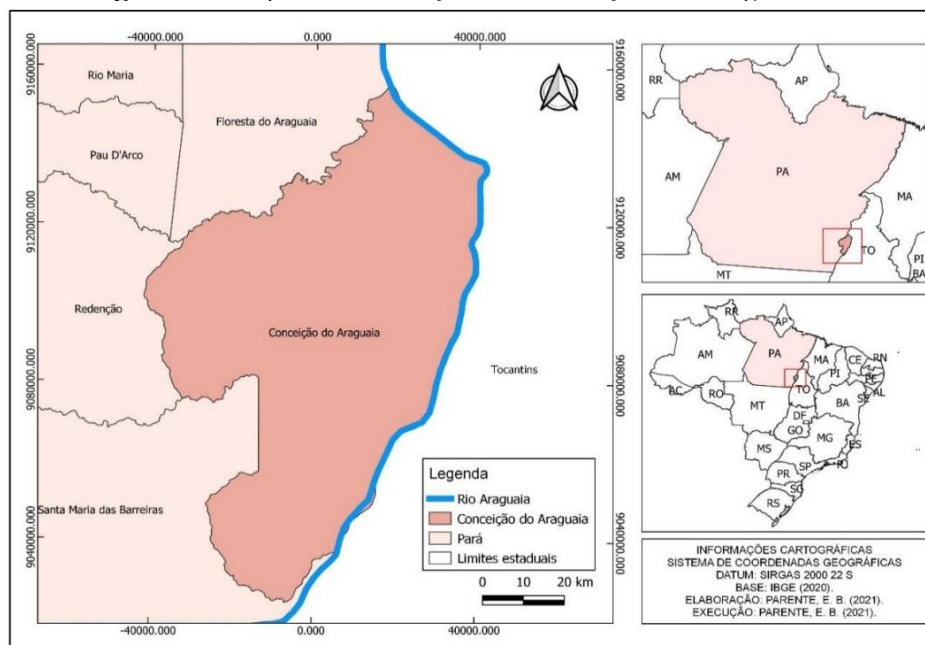 -40000.000
0.000
40000.000
9160000.000
9120000.000
9080000.000
9040000.000
Rio Maria
Floresta do Araguaia
Pau D'Arco
Redenção
Conceição do Araguaia
Tocantins
Santa Maria das Barreiras
Legenda
Rio Araguaia
Conceição do Araguaia
Pará
Limites estaduais
0 10 20 km
9160000.000
9120000.000
9080000.000
9040000.000
-40000.000
0.000
40000.000
RR
AP
AM
PA
MA
TO
PI
BA
MT
RR
AP
AM
PA
MA
CE
RN
PI
PE
AL
AC
RO
TO
SE
MT
BA
DF
GO
MG
MS
ES
SP
RJ
PR
SC
RS
INFORMAÇÕES CARTOGRÁFICAS
SISTEMA DE COORDENADAS GEOGRÁFICAS
DATUM: SIRGAS 2000 22 S
BASE: IBGE (2020).
ELABORAÇÃO: PARENTE, E. B. (2021).
EXECUÇÃO: PARENTE, E. B. (2021).